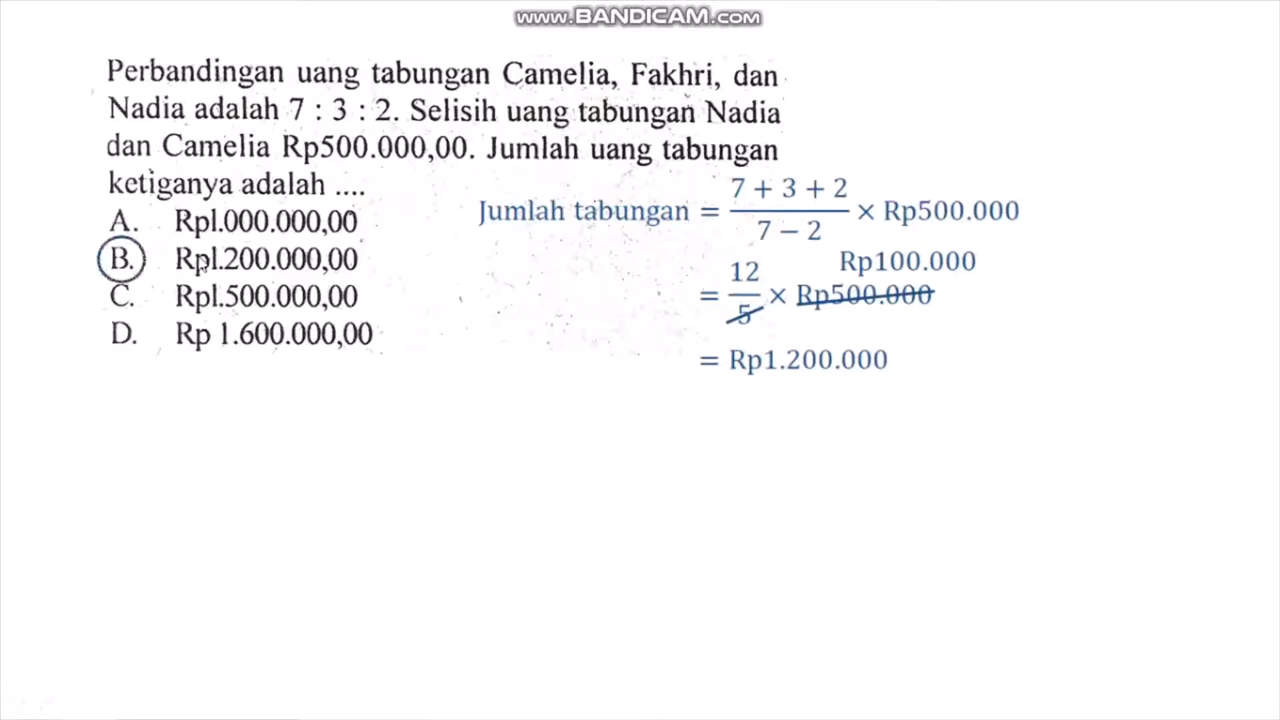 www.BANDICAM.com
Perbandingan uang tabungan Camelia, Fakhri, dan
Nadia adalah 7 : 3 : 2. Selisih uang tabungan Nadia
dan Camelia Rp500.000,00. Jumlah uang tabungan
ketiganya adalah ....
A. Rpl.000.000,00
B. Rpl.200.000,00
C. Rpl.500.000,00
D. Rp 1.600.000,00
7 + 3 + 2
Jumlah tabungan = × Rp500.000
7 − 2
Rp100.000
12
= × Rp500.000
5
= Rp1.200.000